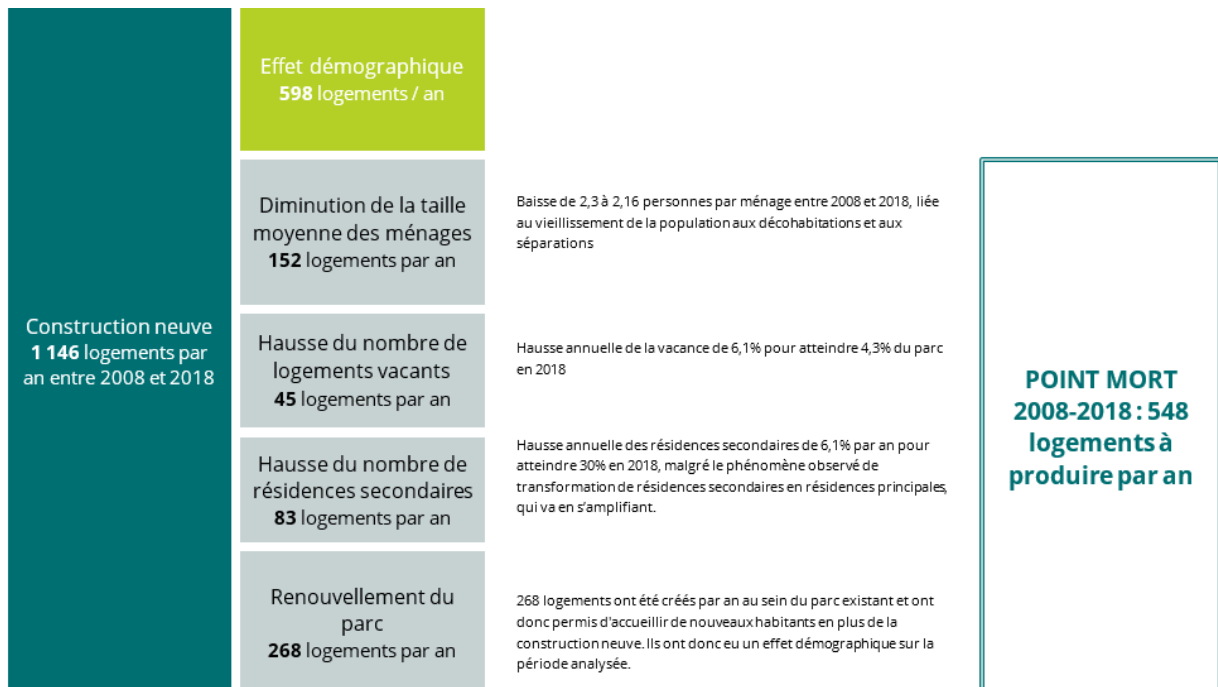 Effet démographique
598 logements / an
Diminution de la taille
moyenne des ménages
152 logements par an
Baisse de 2,3 à 2,16 personnes par ménage entre 2008 et 2018, liée
au vieillissement de la population aux décohabitations et aux
séparations
Construction neuve
1 146 logements par
an entre 2008 et 2018
Hausse du nombre de
logements vacants
45 logements par an
Hausse annuelle de la vacance de 6,1% pour atteindre 4,3% du parc
en 2018
POINT MORT
2008-2018 : 548
logements à
produire par an
Hausse du nombre de
résidences secondaires
83 logements par an
Hausse annuelle des résidences secondaires de 6,1% par an pour
atteindre 30% en 2018, malgré le phénomène observé de
transformation de résidences secondaires en résidences principales,
qui va en s'amplifiant.
Renouvellement du
parc
268 logements par an
268 logements ont été créés par an au sein du parc existant et ont
donc permis d'accueillir de nouveaux habitants en plus de la
construction neuve. Ils ont donc eu un effet démographique sur la
période analysée.